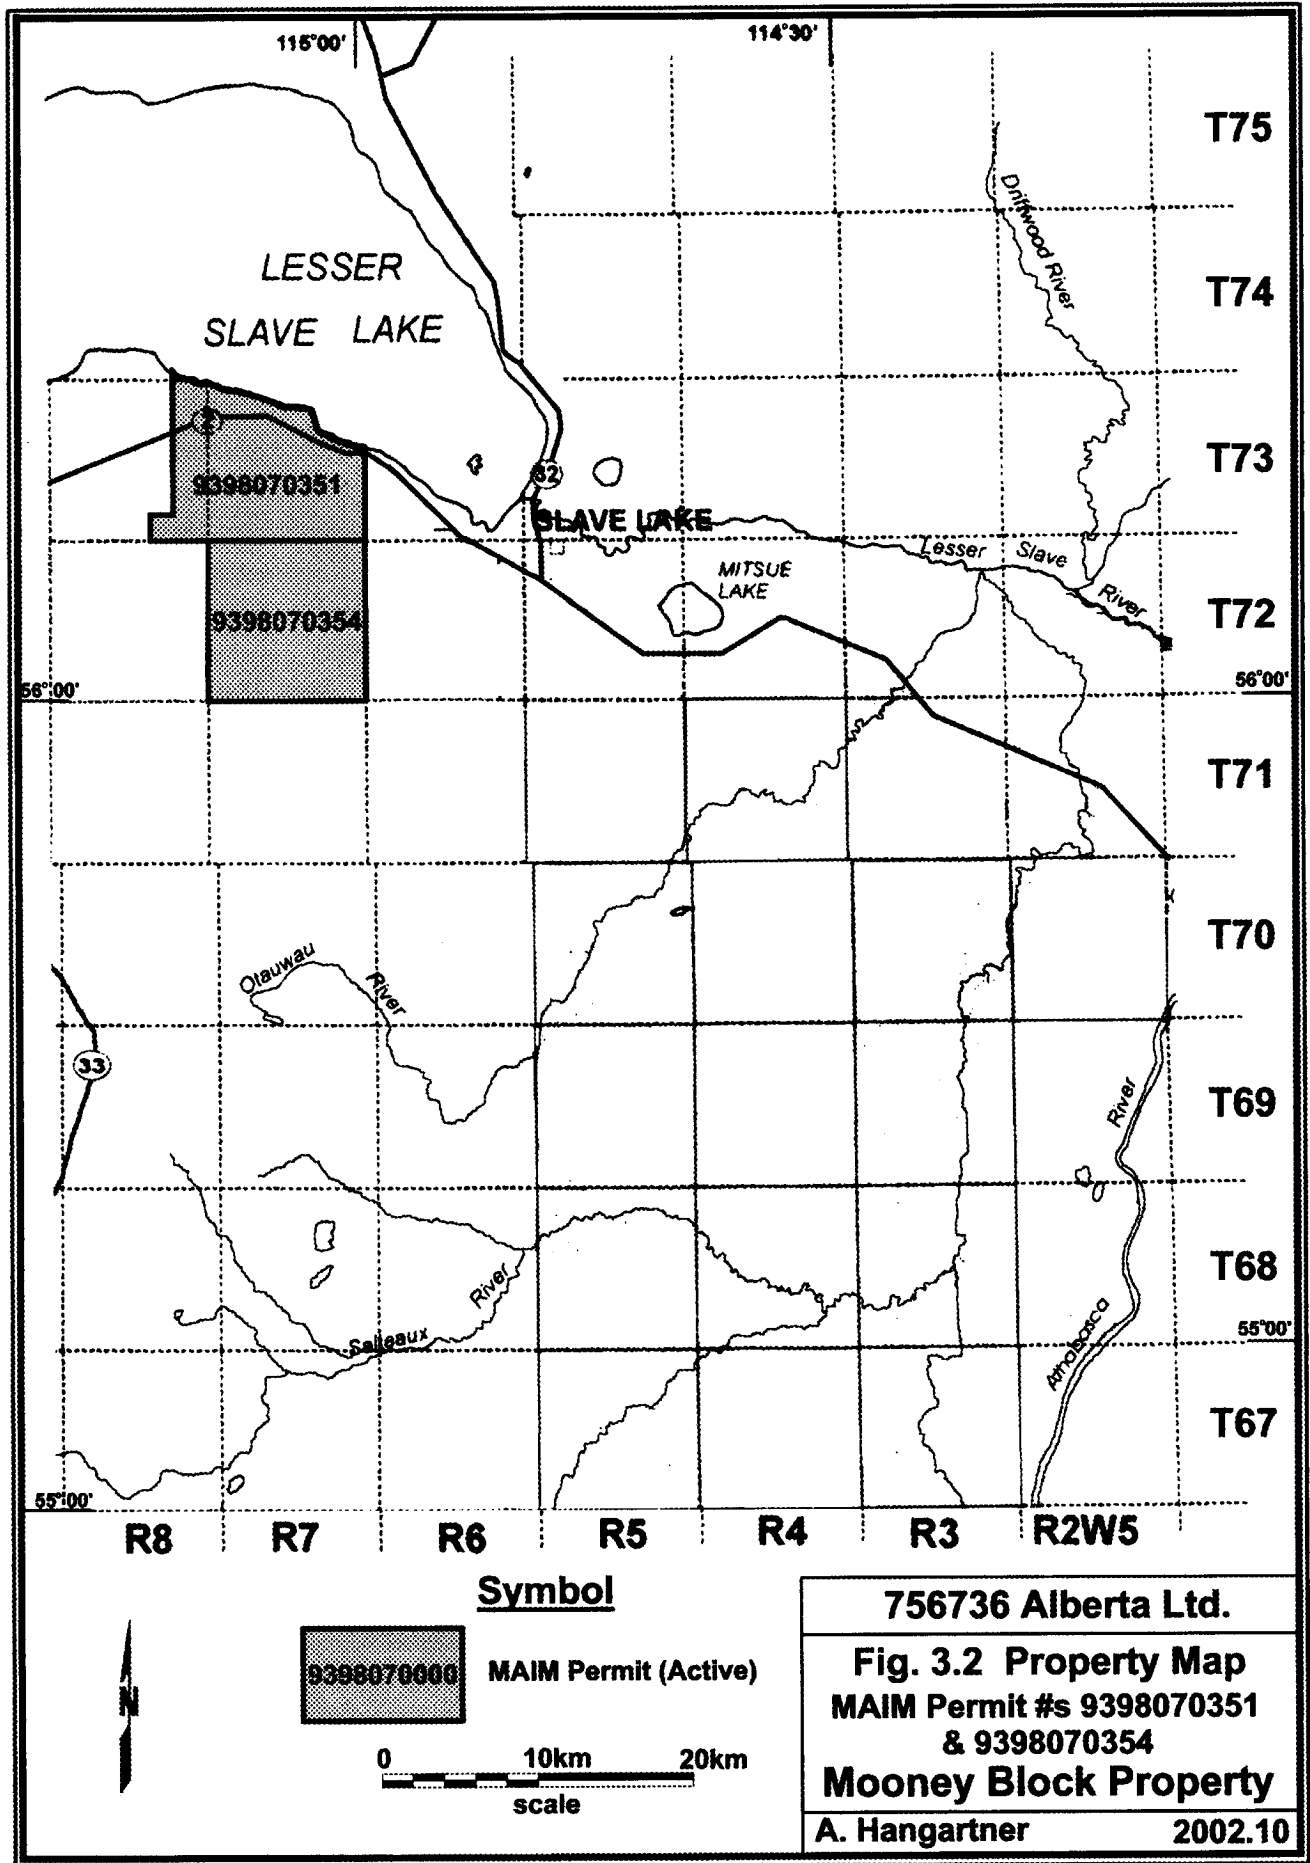 115°00'
114°30'
T75
Driftwood River
LESSER
SLAVE LAKE
T74
2
9398070351
82
T73
SLAVE LAKE
Lesser Slave River
MITSUE
LAKE
9398070354
T72
56°00'
56°00'
T71
T70
Otauwau River
33
River
T69
T68
River
Saulteaux
55°00'
Athabasca
T67
55°00'
R8
R7
R6
R5
R4
R3
R2W5
Symbol
9398070000
MAIM Permit (Active)
N
0 10km 20km
scale
756736 Alberta Ltd.
Fig. 3.2 Property Map
MAIM Permit #s 9398070351
& 9398070354
Mooney Block Property
A. Hangartner 2002.10